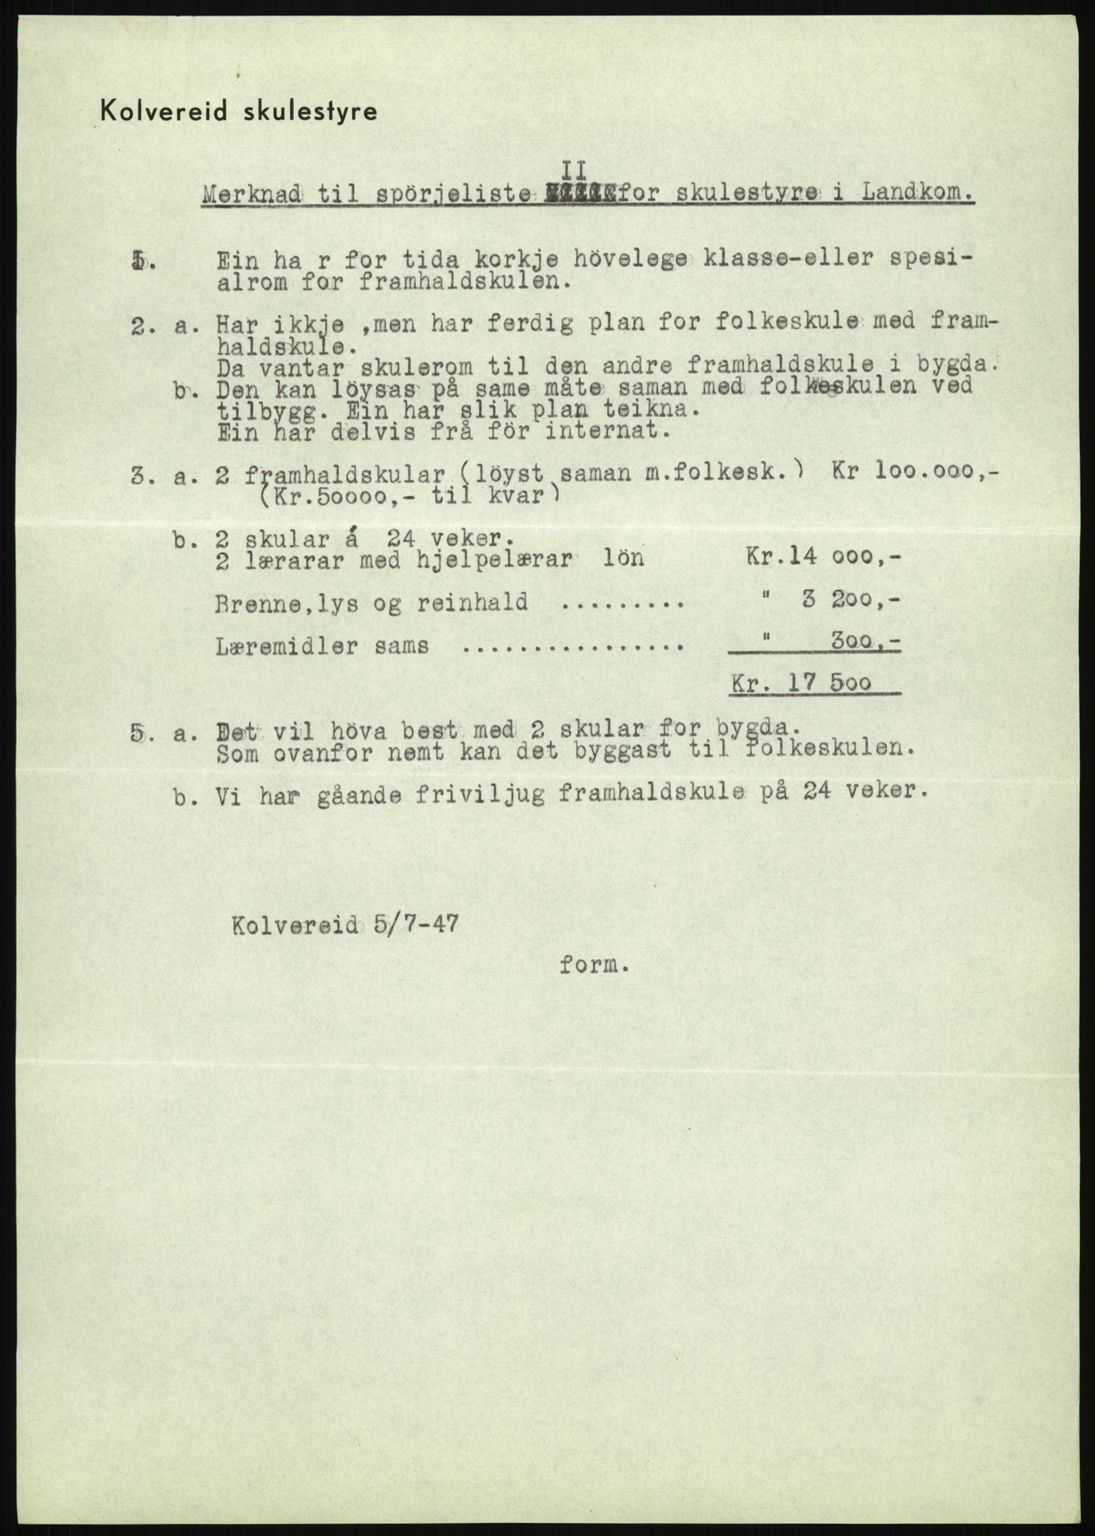 Kolvereid skulestyre
II
Merknad til spörjeliste for skulestyre i Landkom.
1. Ein ha r for tida korkje hövelege klasse-eller spesi-
alrom for framhaldskulen.
2. a. Har ikkje ,men har ferdig plan for folkeskule med fram-
haldskule.
Da vantar skulerom til den andre framhaldskule i bygda.
b. Den kan löysas på same måte saman med folkeskulen ved
tilbygg. Ein har slik plan teikna.
Ein har delvis frå för internat.
3. a. 2 framhaldskular (löyst saman m.folkesk.) Kr 100.000,-
(Kr.50000,- til kvar)
b. 2 skular á 24 veker.
2 lærarar med hjelpelærar lön Kr.14 000,-
Brenne,lys og reinhald ......... " 3 200,-
Læremidler sams ................ " 300,-
Kr. 17 500
5. a. Det vil höva best med 2 skular for bygda.
Som ovanfor nemt kan det byggast til folkeskulen.
b. Vi har gåande friviljug framhaldskule på 24 veker.
Kolvereid 5/7-47
form.